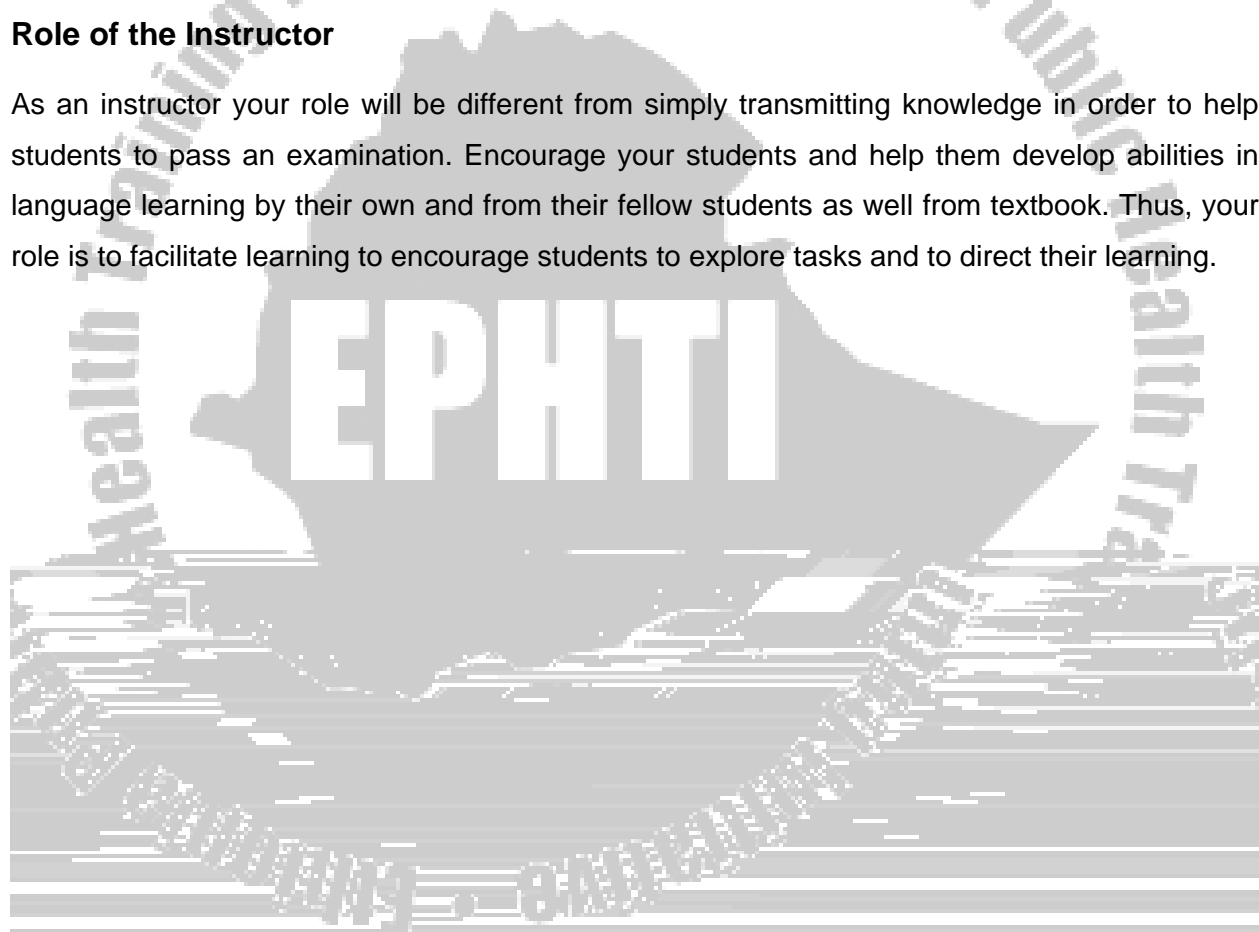 Role of the Instructor
As an instructor your role will be different from simply transmitting knowledge in order to help
students to pass an examination. Encourage your students and help them develop abilities in
language learning by their own and from their fellow students as well from textbook. Thus, your
role is to facilitate learning to encourage students to explore tasks and to direct their learning.
EPHTI